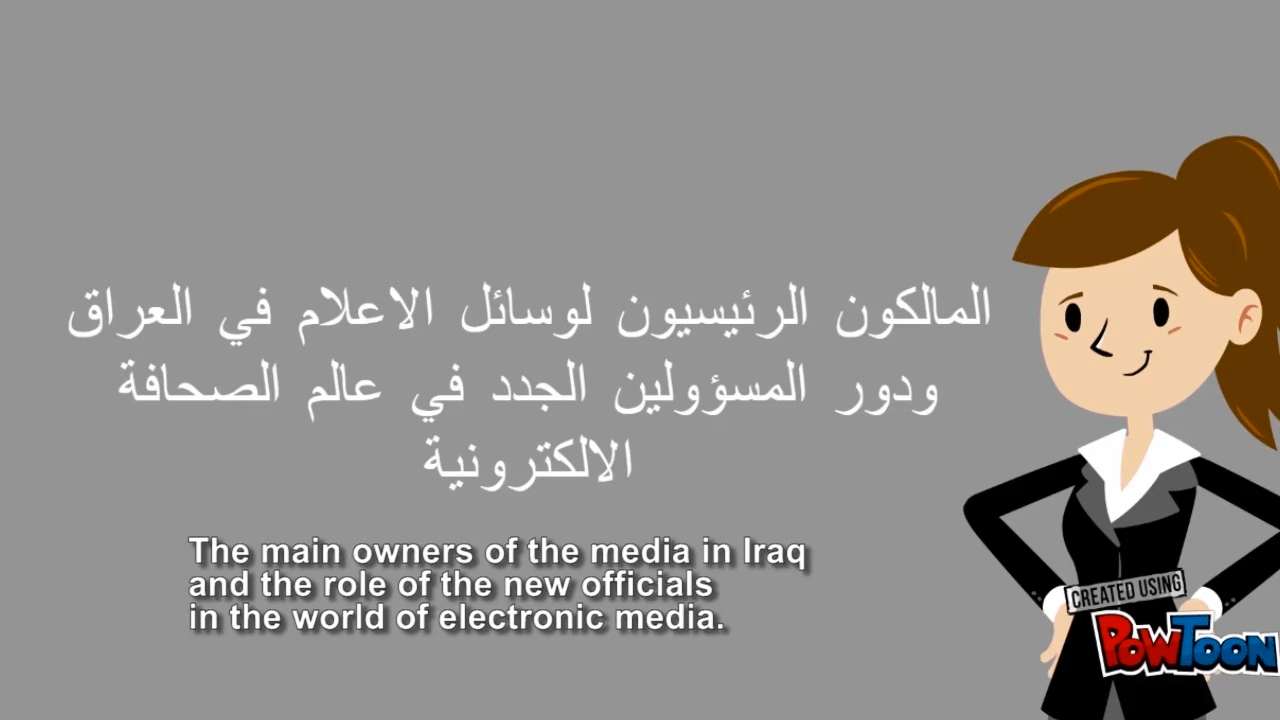 المالكون الرئيسيون لوسائل الاعلام في العراق
ودور المسؤولين الجدد في عالم الصحافة
الالكترونية
The main owners of the media in Iraq
and the role of the new officials
in the world of electronic media.
CREATED USING
POWTOON